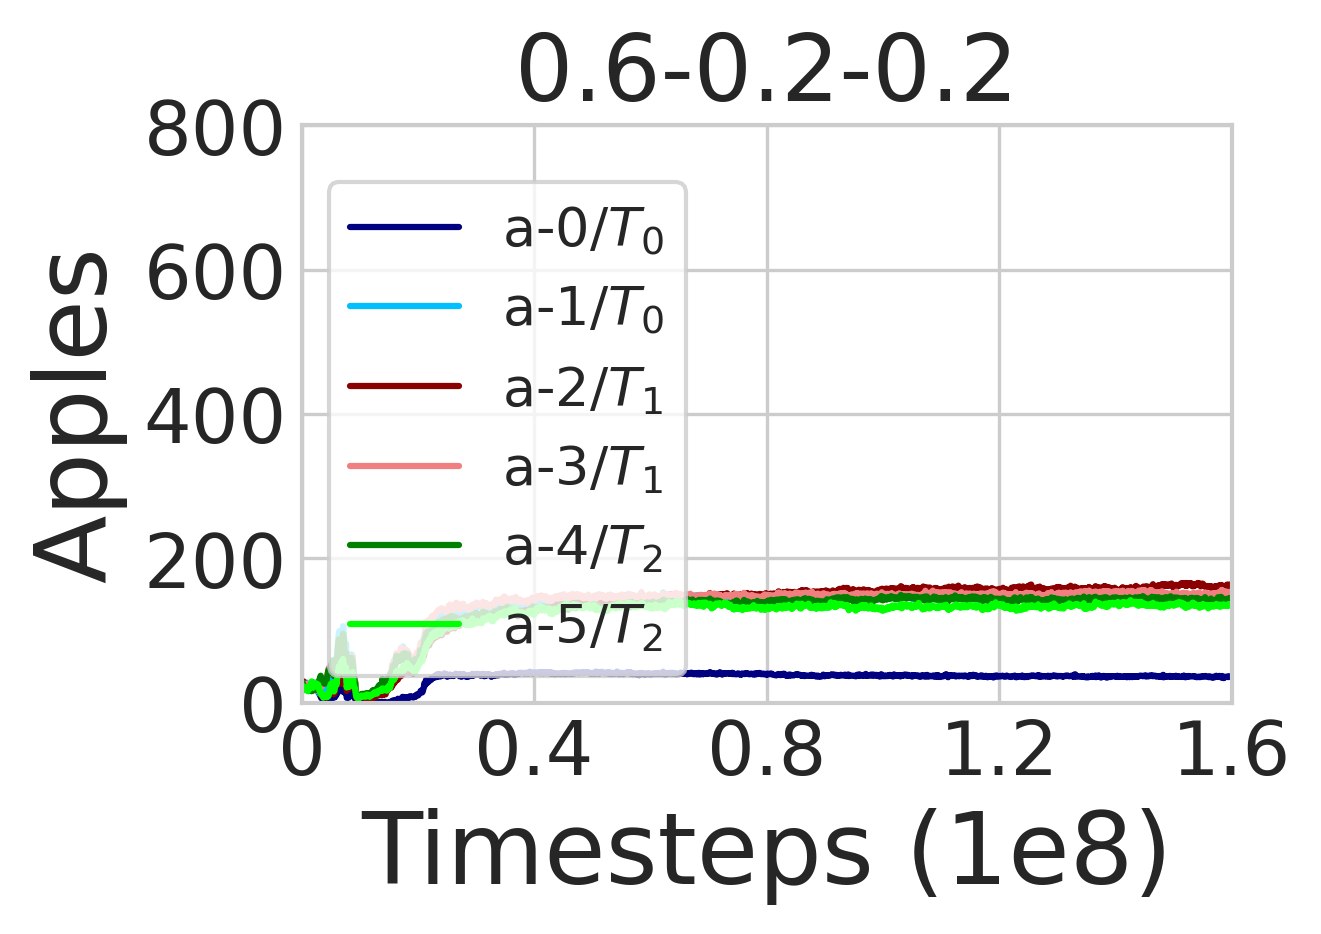 0.6-0.2-0.2
800
600
400
200
0
Apples
a-0/T₀
a-1/T₀
a-2/T₁
a-3/T₁
a-4/T₂
a-5/T₂
0 0.4 0.8 1.2 1.6
Timesteps (1e8)